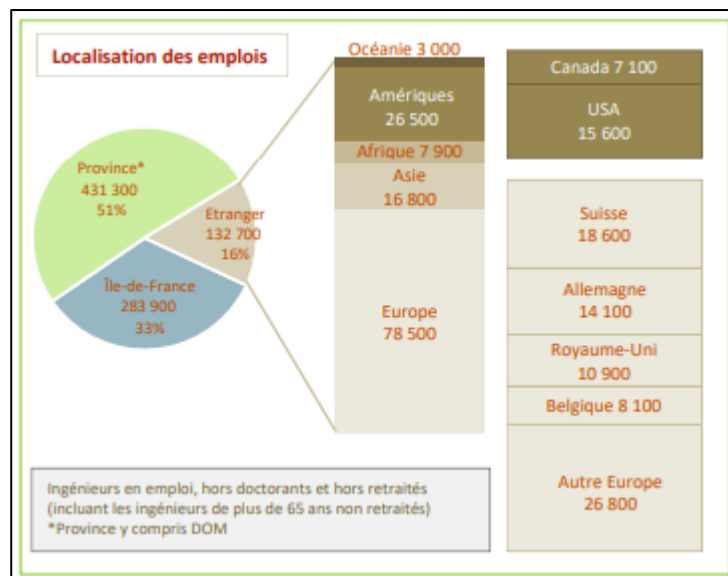 Localisation des emplois
Province*
431 300
51%
Etranger
132 700
16%
Île-de-France
283 900
33%
Océanie 3 000
Amériques
26 500
Afrique 7 900
Asie
16 800
Europe
78 500
Canada 7 100
USA
15 600
Suisse
18 600
Allemagne
14 100
Royaume-Uni
10 900
Belgique 8 100
Autre Europe
26 800
Ingénieurs en emploi, hors doctorants et hors retraités
(incluant les ingénieurs de plus de 65 ans non retraités)
*Province y compris DOM